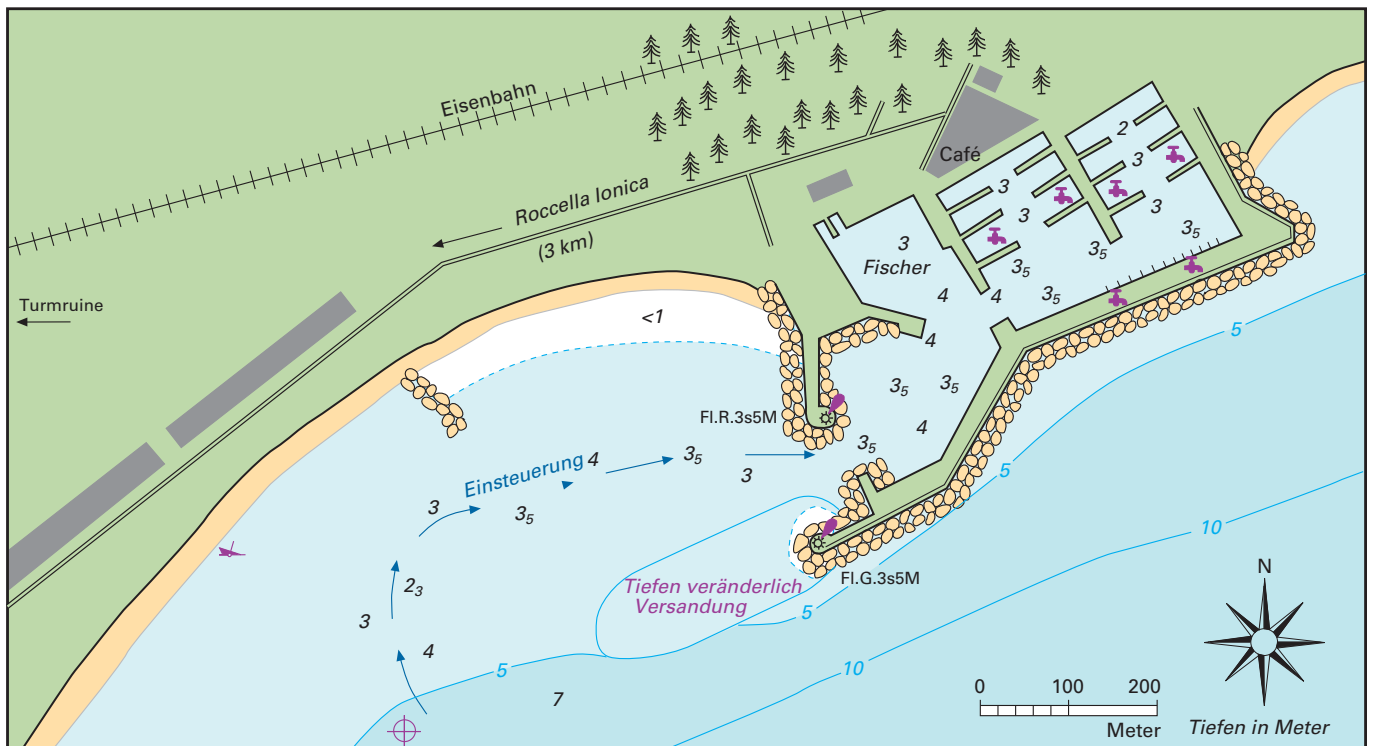 Eisenbahn
2
Café
3
3
Roccella Ionica
3
3
(3 km)
3
3
3₅
Fischer
3₅
3₅
Turmruine
4
4
3₅
<1
5
4
3₅
3₅
Fl.R.3s5M
4
3₅
5
Einsteuerung
4
3₅
3
3
3₅
10
Tiefen veränderlich
Versandung
Fl.G.3s5M
N
2₃
5
3
4
5
10
7
0 100 200
Meter
Tiefen in Meter